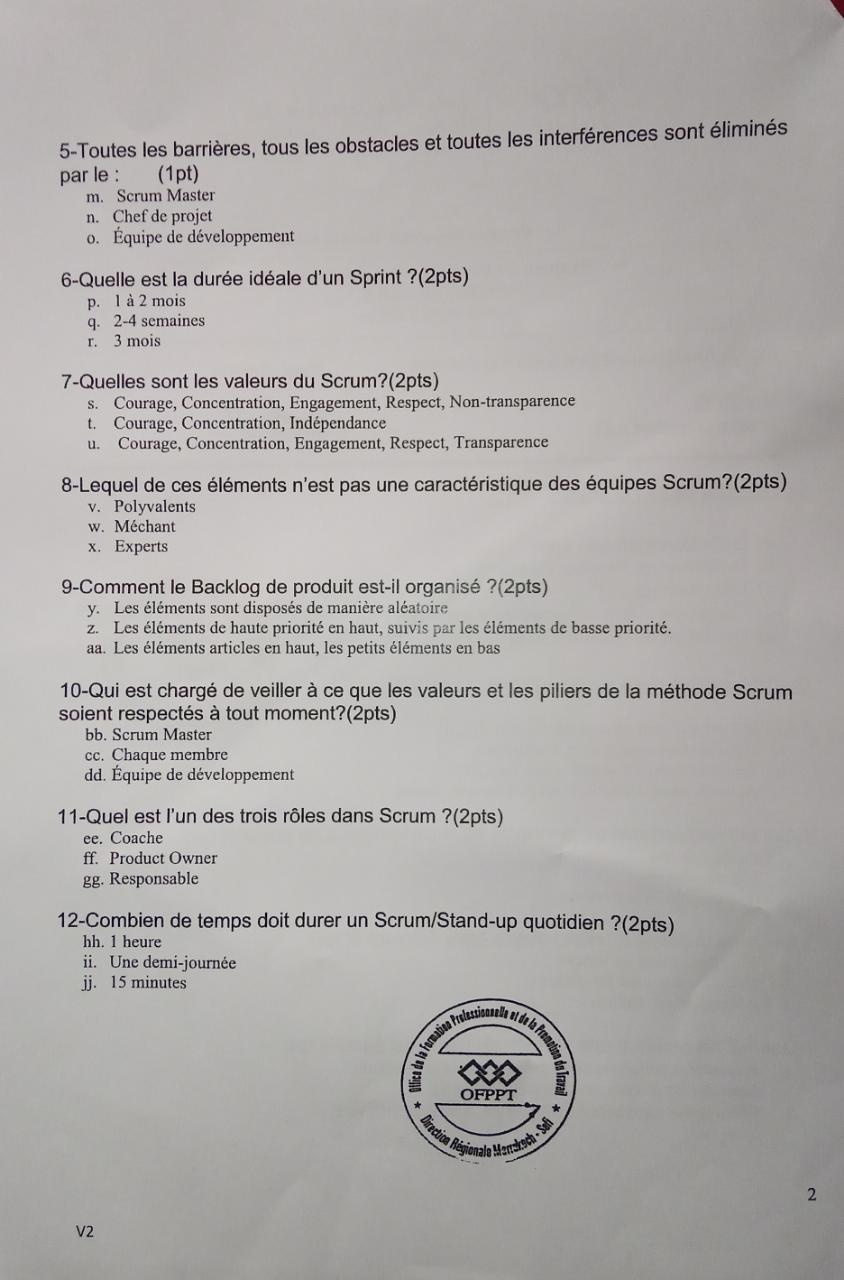 5-Toutes les barrières, tous les obstacles et toutes les interférences sont éliminés
par le : (1pt)
m. Scrum Master
n. Chef de projet
o. Équipe de développement
6-Quelle est la durée idéale d'un Sprint ?(2pts)
p. 1 à 2 mois
q. 2-4 semaines
r. 3 mois
7-Quelles sont les valeurs du Scrum?(2pts)
s. Courage, Concentration, Engagement, Respect, Non-transparence
t. Courage, Concentration, Indépendance
u. Courage, Concentration, Engagement, Respect, Transparence
8-Lequel de ces éléments n'est pas une caractéristique des équipes Scrum?(2pts)
v. Polyvalents
w. Méchant
x. Experts
9-Comment le Backlog de produit est-il organisé ?(2pts)
y. Les éléments sont disposés de manière aléatoire
z. Les éléments de haute priorité en haut, suivis par les éléments de basse priorité.
aa. Les éléments articles en haut, les petits éléments en bas
10-Qui est chargé de veiller à ce que les valeurs et les piliers de la méthode Scrum
soient respectés à tout moment?(2pts)
bb. Scrum Master
cc. Chaque membre
dd. Équipe de développement
11-Quel est l'un des trois rôles dans Scrum ?(2pts)
ee. Coache
ff. Product Owner
gg. Responsable
12-Combien de temps doit durer un Scrum/Stand-up quotidien ?(2pts)
hh. 1 heure
ii. Une demi-journée
jj. 15 minutes
Office de la Formation Professionnelle et de la Promotion du Travail
OFPPT
Direction Régionale Marrakech - Safi
2
V2